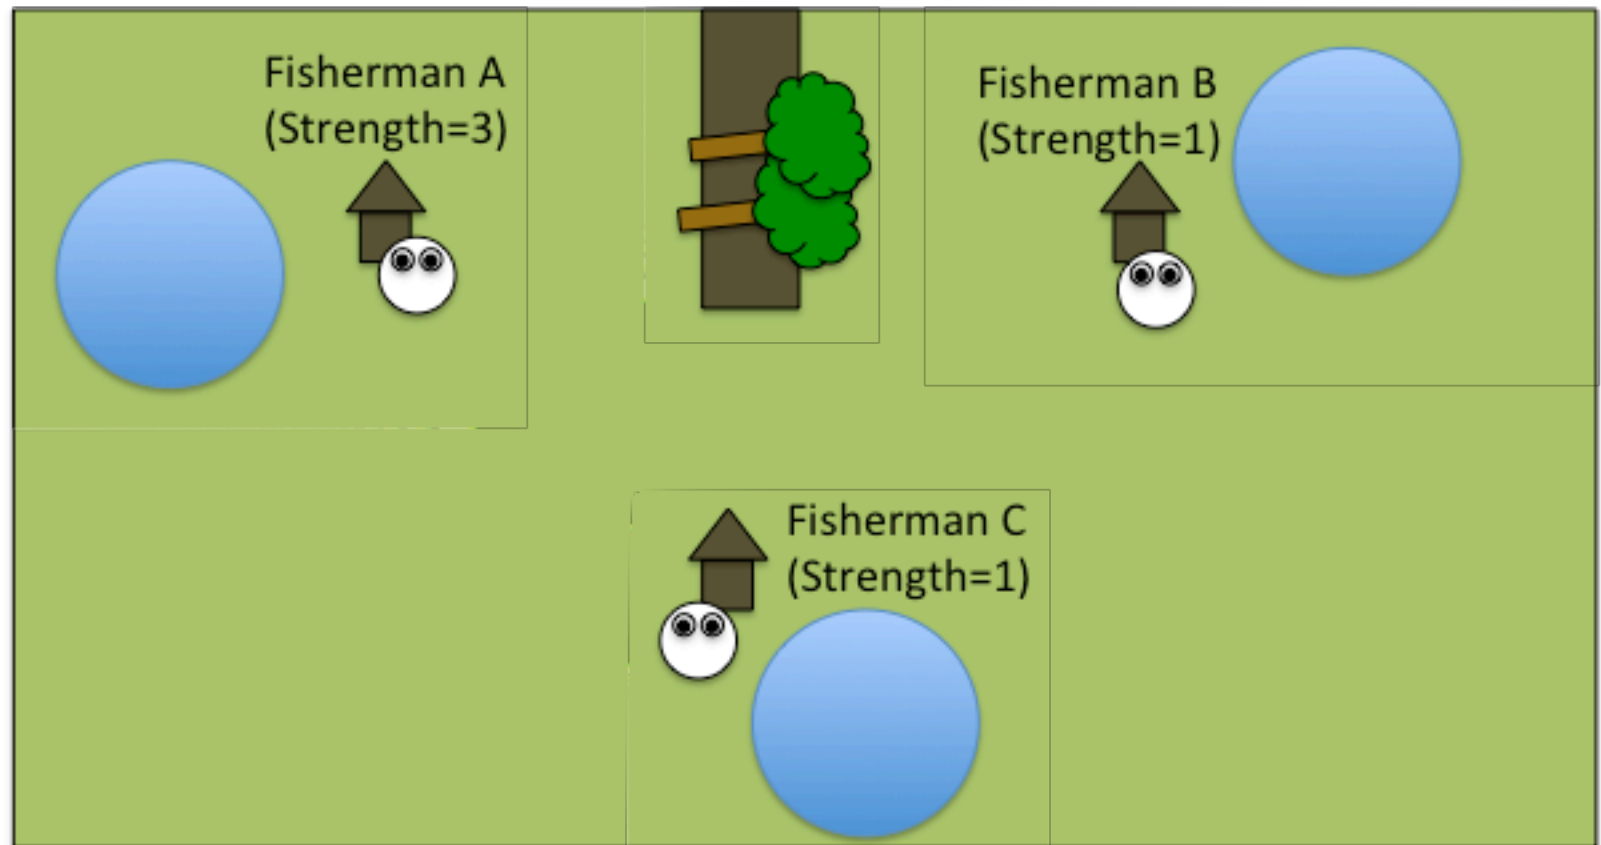 Fisherman A
(Strength=3)
Fisherman B
(Strength=1)
Fisherman C
(Strength=1)